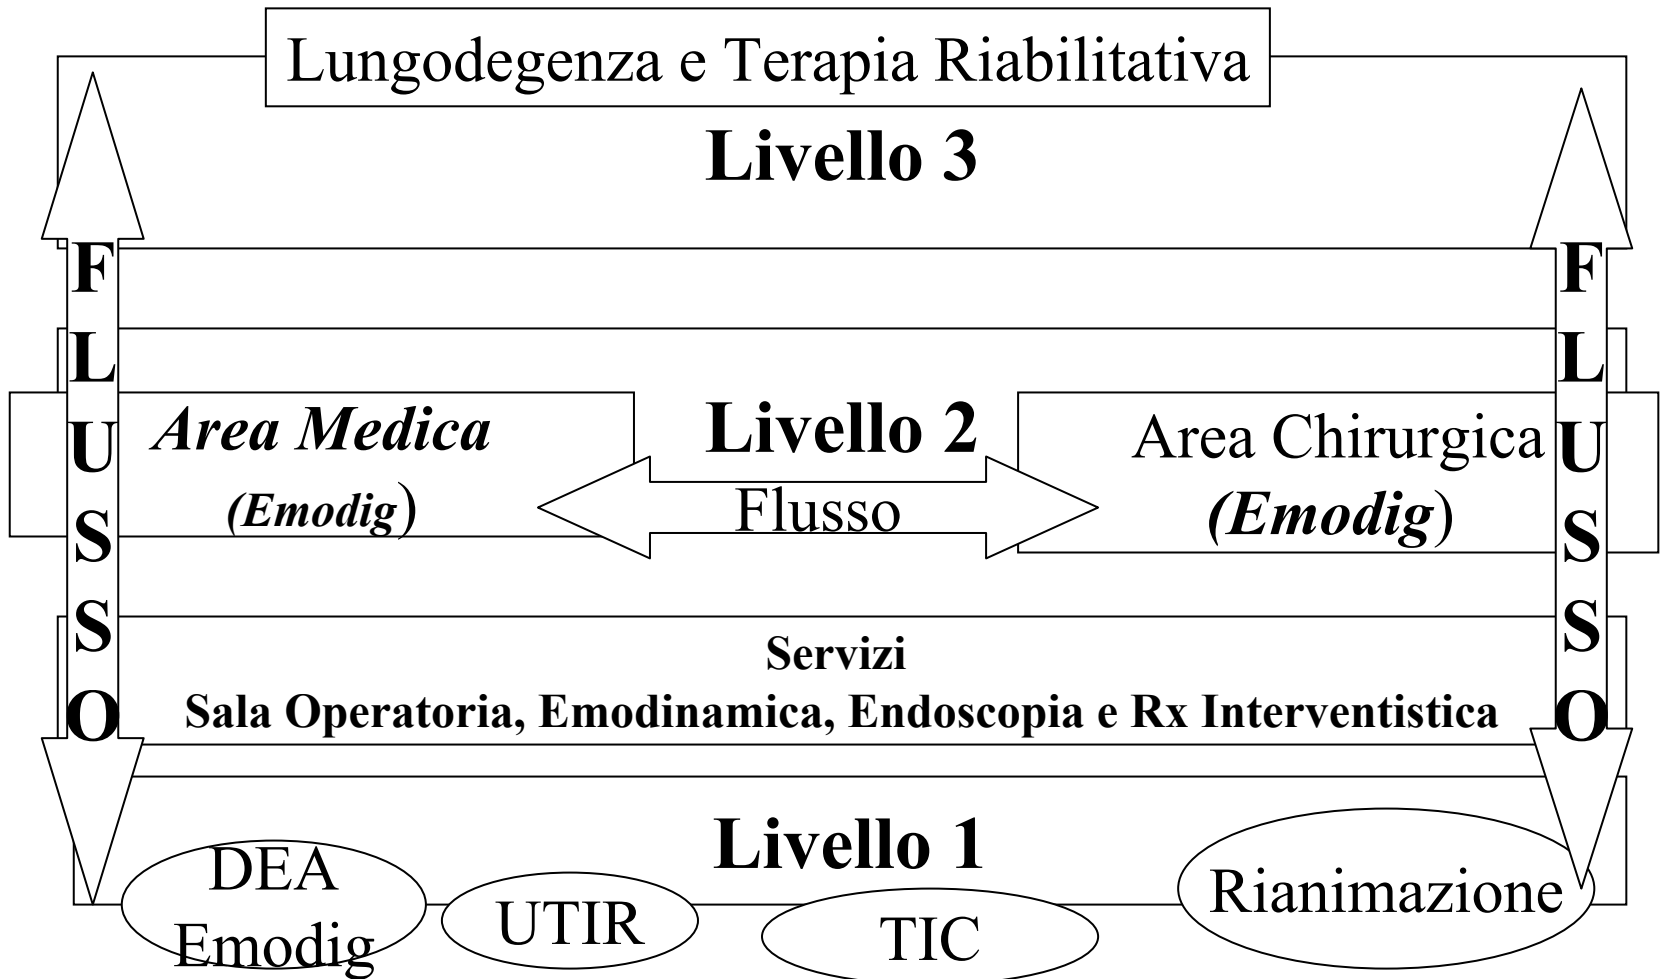 Lungodegenza e Terapia Riabilitativa
Livello 3
F
L
U
S
S
O
F
L
U
S
S
O
Area Medica
(Emodig)
Livello 2
Flusso
Area Chirurgica
(Emodig)
Servizi
Sala Operatoria, Emodinamica, Endoscopia e Rx Interventistica
Livello 1
DEA
Emodig
UTIR
TIC
Rianimazione